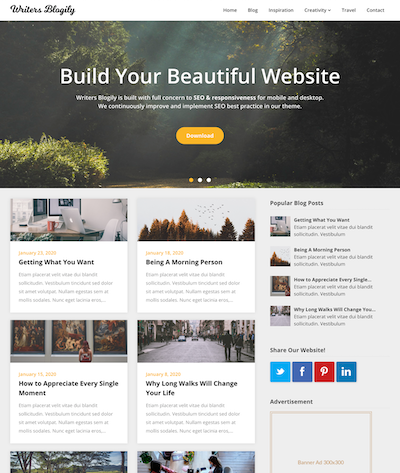 Writers Blogily
Home Blog Inspiration Creativity Travel Contact
Build Your Beautiful Website
Writers Blogily is built with full concern to SEO & responsiveness for mobile and desktop.
We continuously improve and implement SEO best practice in our theme.
Download
January 23, 2020
Getting What You Want
Etiam placerat velit vitae dui blandit
sollicitudin. Vestibulum tincidunt sed dolor
sit amet volutpat. Nullam egestas sem at
mollis sodales. Nunc eget lacinia eros,...
January 18, 2020
Being A Morning Person
Etiam placerat velit vitae dui blandit
sollicitudin. Vestibulum tincidunt sed dolor
sit amet volutpat. Nullam egestas sem at
mollis sodales. Nunc eget lacinia eros,...
January 15, 2020
How to Appreciate Every Single
Moment
Etiam placerat velit vitae dui blandit
sollicitudin. Vestibulum tincidunt sed dolor
sit amet volutpat. Nullam egestas sem at
mollis sodales. Nunc eget lacinia eros,...
January 8, 2020
Why Long Walks Will Change
Your Life
Etiam placerat velit vitae dui blandit
sollicitudin. Vestibulum tincidunt sed dolor
sit amet volutpat. Nullam egestas sem at
mollis sodales. Nunc eget lacinia eros,...
Popular Blog Posts
Getting What You Want
Etiam placerat velit vitae dui blandit
sollicitudin. Vestibulum
Being A Morning Person
Etiam placerat velit vitae dui blandit
sollicitudin. Vestibulum
How to Appreciate Every Single...
Etiam placerat velit vitae dui blandit
sollicitudin. Vestibulum
Why Long Walks Will Change You...
Etiam placerat velit vitae dui blandit
sollicitudin. Vestibulum
Share Our Website!
Advertisement
Banner Ad 300x300